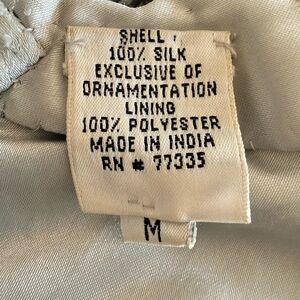 SHELL :
100% SILK
EXCLUSIVE OF
ORNAMENTATION
LINING
100% POLYESTER
MADE IN INDIA
RN # 77335
M